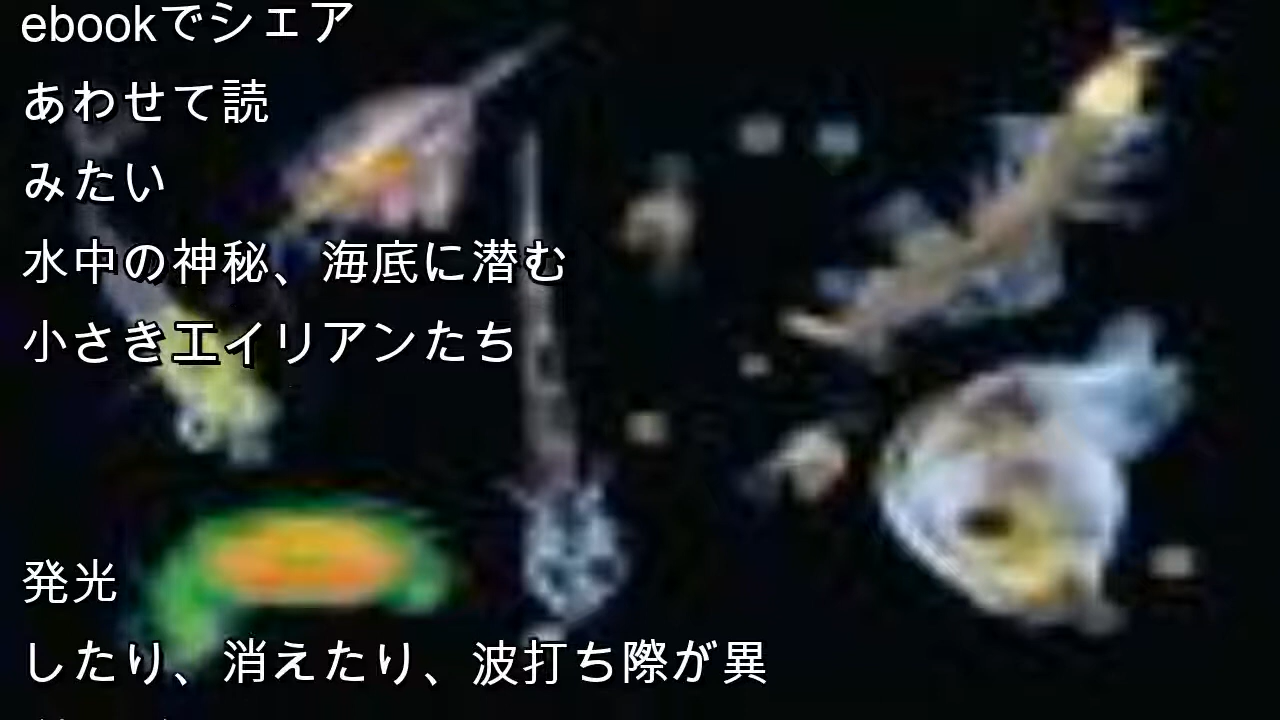 ebookでシェア
あわせて読
みたい
水中の神秘、海底に潜む
小さきエイリアンたち
発光
したり、消えたり、波打ち際が異